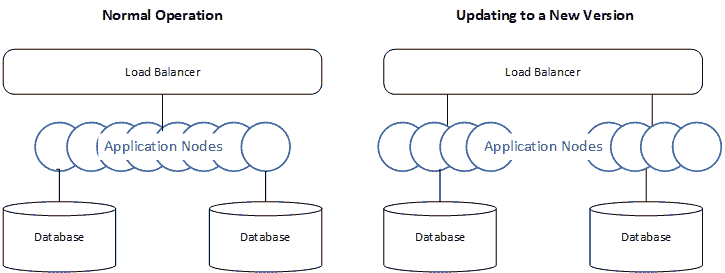 Normal Operation
Updating to a New Version
Load Balancer
Load Balancer
Application Nodes
Application Nodes
Database
Database
Database
Database